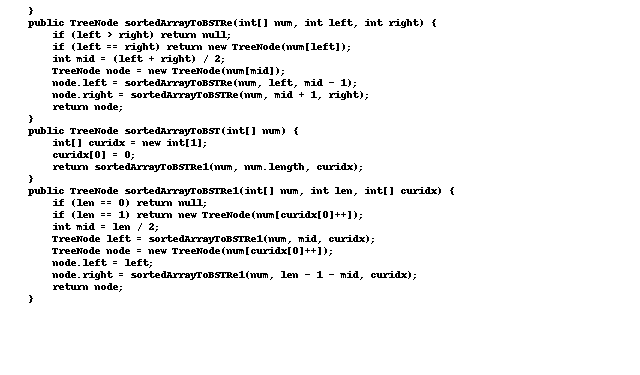 }
public TreeNode sortedArrayToBSTRe(int[] num, int left, int right) {
if (left > right) return null;
if (left == right) return new TreeNode(num[left]);
int mid = (left + right) / 2;
TreeNode node = new TreeNode(num[mid]);
node.left = sortedArrayToBSTRe(num, left, mid - 1);
node.right = sortedArrayToBSTRe(num, mid + 1, right);
return node;
}
public TreeNode sortedArrayToBST(int[] num) {
int[] curidx = new int[1];
curidx[0] = 0;
return sortedArrayToBSTRe1(num, num.length, curidx);
}
public TreeNode sortedArrayToBSTRe1(int[] num, int len, int[] curidx) {
if (len == 0) return null;
if (len == 1) return new TreeNode(num[curidx[0]++]);
int mid = len / 2;
TreeNode left = sortedArrayToBSTRe1(num, mid, curidx);
TreeNode node = new TreeNode(num[curidx[0]++]);
node.left = left;
node.right = sortedArrayToBSTRe1(num, len - 1 - mid, curidx);
return node;
}